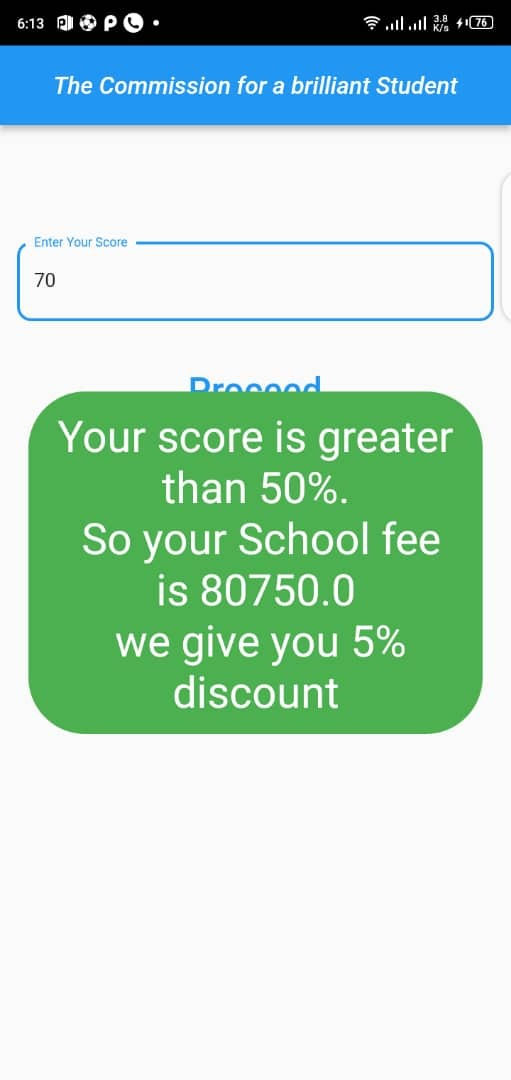 6:13
3.8
K/s
76
The Commission for a brilliant Student
Enter Your Score
70
Proceed
Your score is greater
than 50%.
So your School fee
is 80750.0
we give you 5%
discount